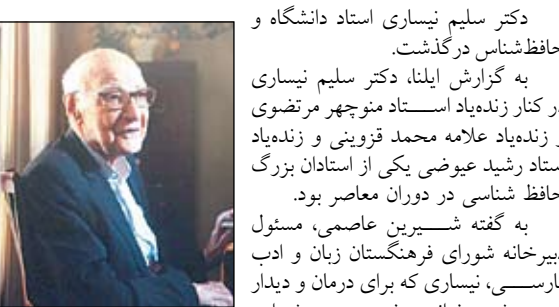 دکتر سلیم نیساری استاد دانشگاه و
حافظ‌شناس درگذشت.
به گزارش ایلنا، دکتر سلیم نیساری
در کنار زنده‌یاد استاد منوچهر مرتضوی
و زنده‌یاد علامه محمد قزوینی و زنده‌یاد
استاد رشید عیوضی یکی از استادان بزرگ
حافظ شناسی در دوران معاصر بود.
به گفته شیرین عاصمی، مسئول
دبیرخانه شورای فرهنگستان زبان و ادب
فارسی، نیساری که برای درمان و دیدار